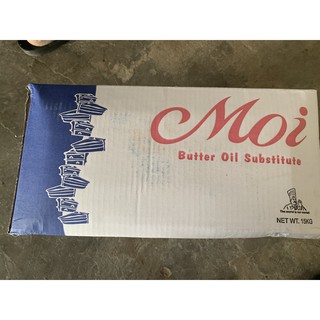 Moi
Butter Oil Substitute
NET WT. 15KG